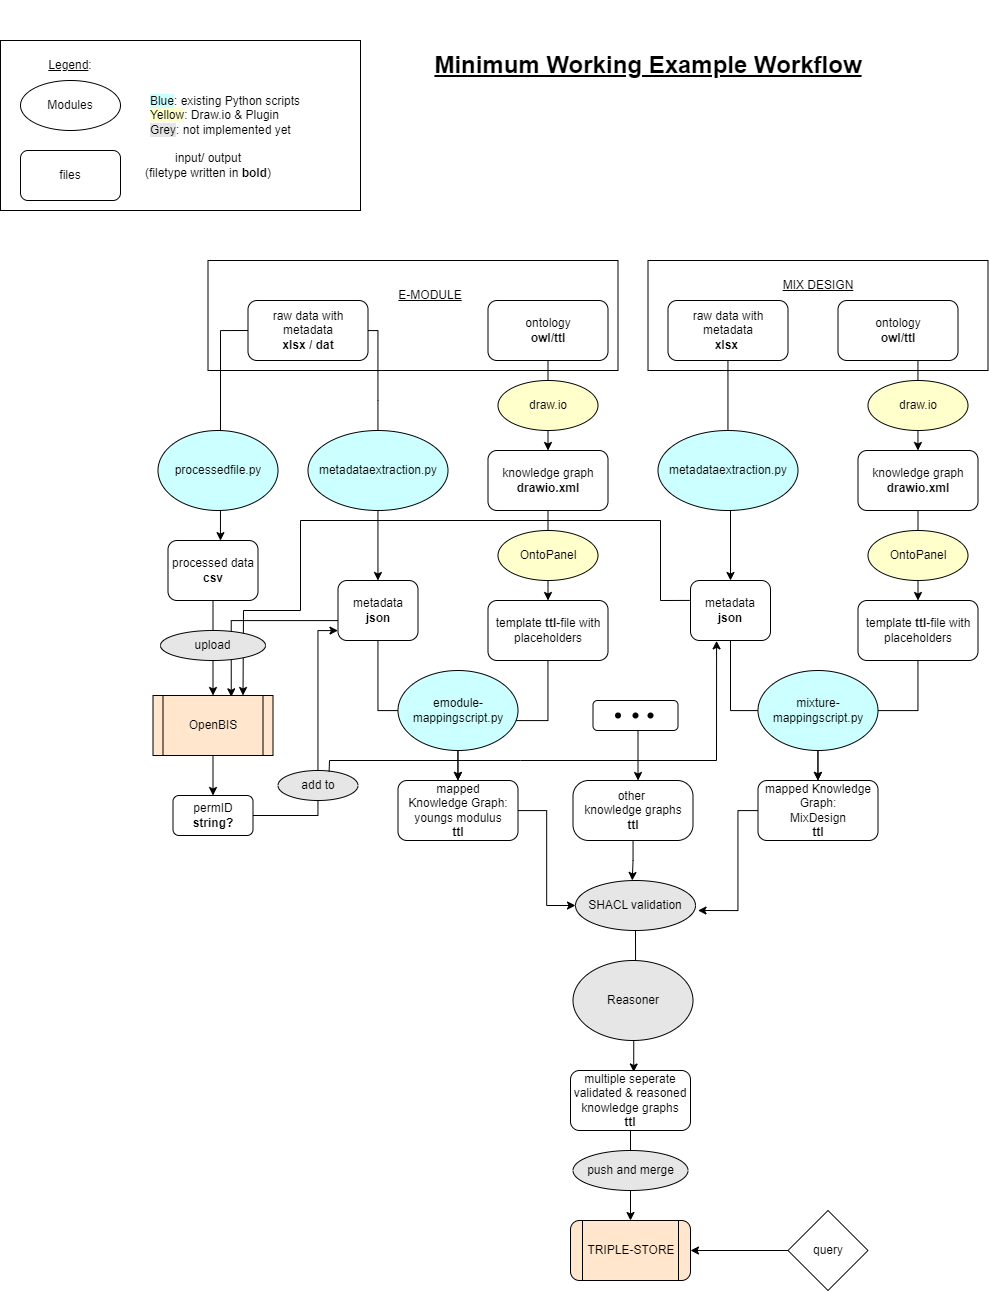 Minimum Working Example Workflow
Legend:
Modules
Blue: existing Python scripts
Yellow: Draw.io & Plugin
Grey: not implemented yet
files
input/ output
(filetype written in bold)
E-MODULE
raw data with
metadata
xlsx / dat
ontology
owl/ttl
MIX DESIGN
raw data with
metadata
xlsx
ontology
owl/ttl
draw.io
draw.io
processedfile.py
metadataextraction.py
knowledge graph
drawio.xml
metadataextraction.py
knowledge graph
drawio.xml
processed data
csv
OntoPanel
OntoPanel
metadata
json
template ttl-file with
placeholders
metadata
json
template ttl-file with
placeholders
upload
OpenBIS
emodule-
mappingscript.py
mixture-
mappingscript.py
add to
permID
string?
mapped
Knowledge Graph:
youngs modulus
ttl
other
knowledge graphs
ttl
mapped Knowledge
Graph:
MixDesign
ttl
SHACL validation
Reasoner
multiple seperate
validated & reasoned
knowledge graphs
ttl
push and merge
TRIPLE-STORE
query